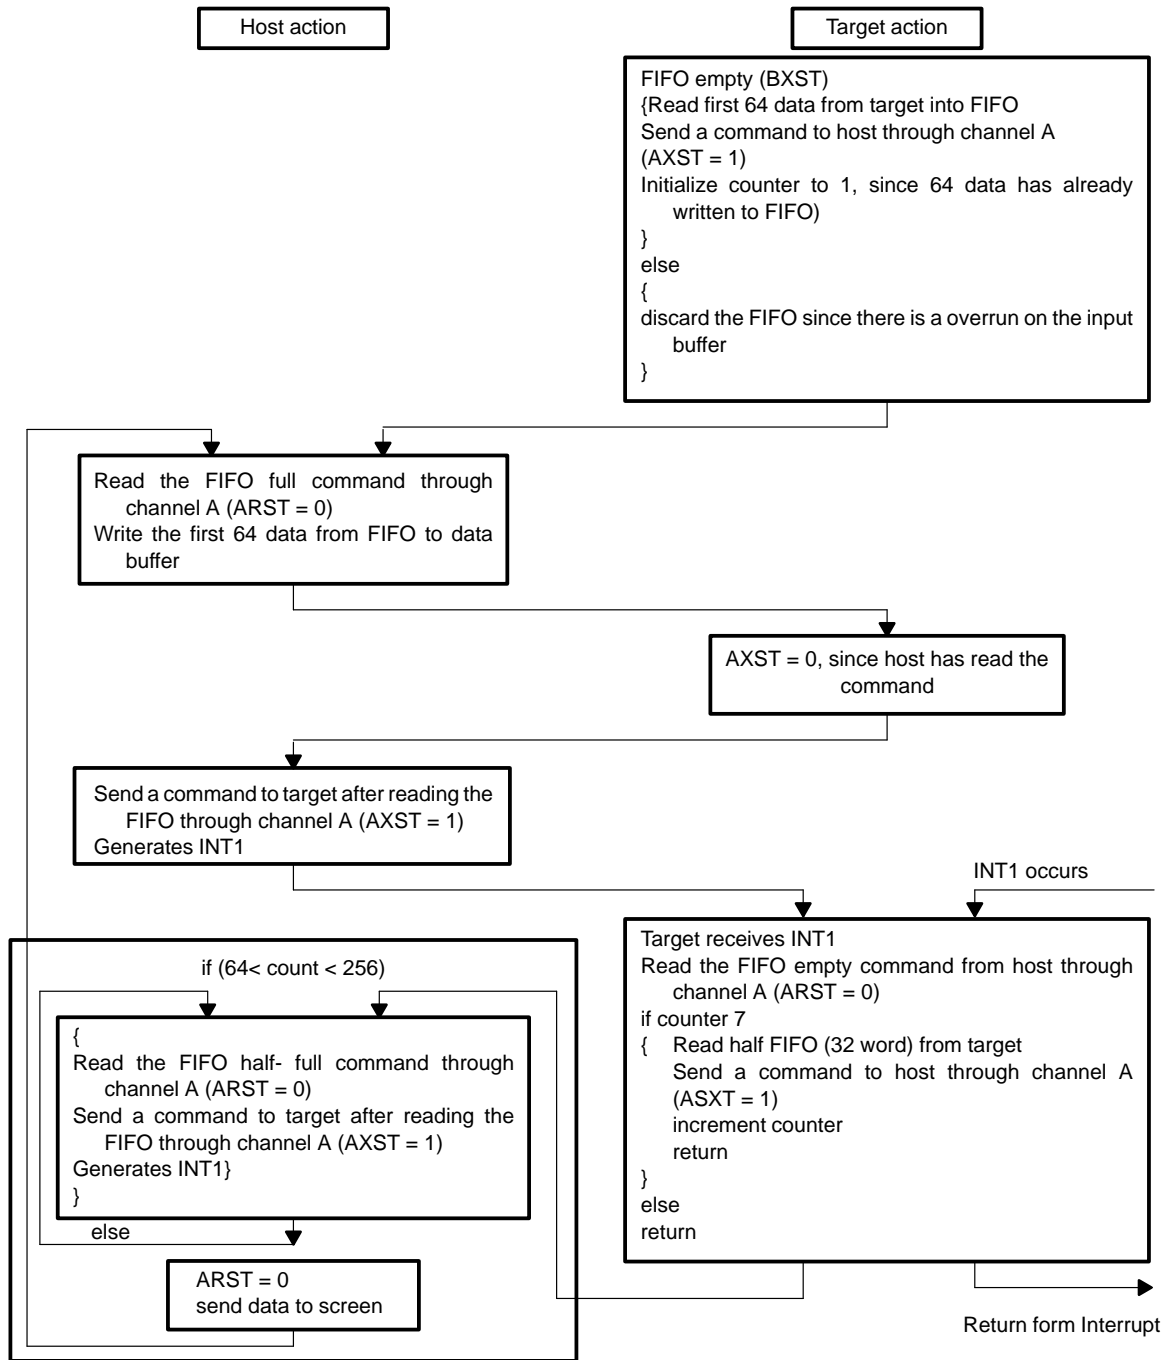 Host action
Target action
FIFO empty (BXST)
{Read first 64 data from target into FIFO
Send a command to host through channel A
(AXST = 1)
Initialize counter to 1, since 64 data has already
written to FIFO)
}
else
{
discard the FIFO since there is a overrun on the input
buffer
}
Read the FIFO full command through
channel A (ARST = 0)
Write the first 64 data from FIFO to data
buffer
AXST = 0, since host has read the
command
Send a command to target after reading the
FIFO through channel A (AXST = 1)
Generates INT1
INT1 occurs
Target receives INT1
Read the FIFO empty command from host through
channel A (ARST = 0)
if counter 7
{ Read half FIFO (32 word) from target
Send a command to host through channel A
(ASXT = 1)
increment counter
return
}
else
return
if (64< count < 256)
{
Read the FIFO half- full command through
channel A (ARST = 0)
Send a command to target after reading the
FIFO through channel A (AXST = 1)
Generates INT1}
}
else
ARST = 0
send data to screen
Return form Interrupt